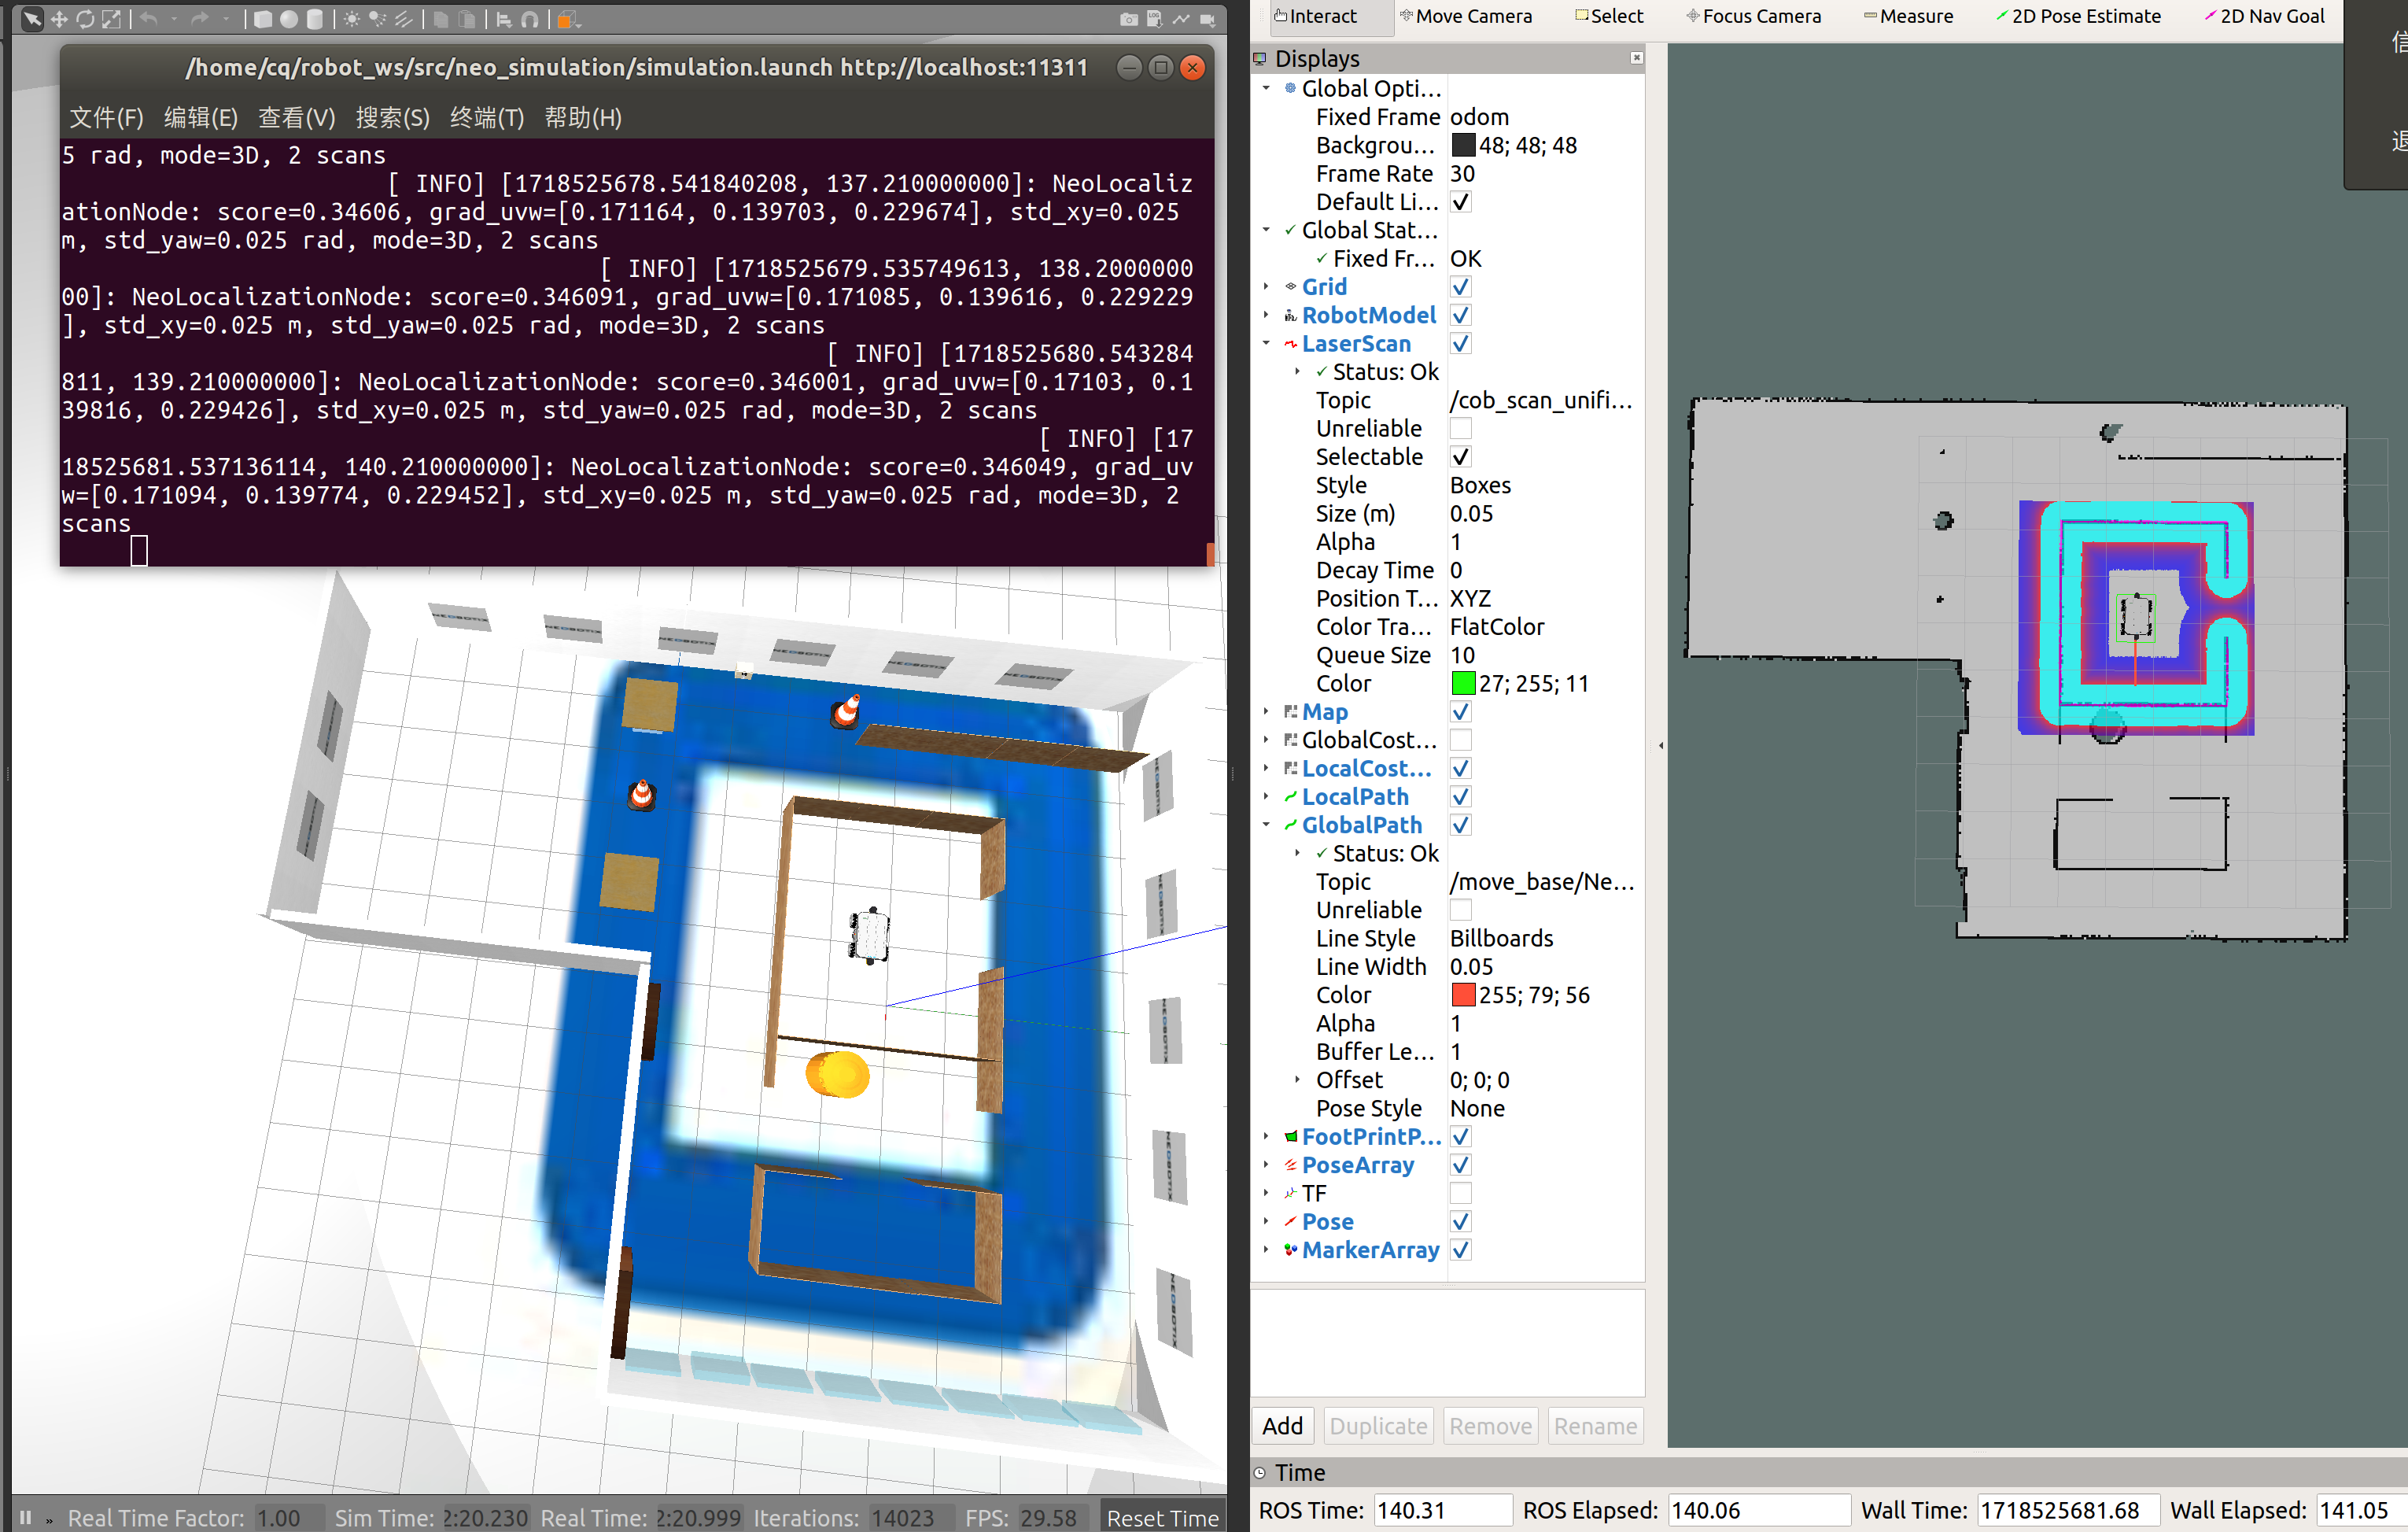 /home/cq/robot_ws/src/neo_simulation/simulation.launch http://localhost:11311
文件(F) 编辑(E) 查看(V) 搜索(S) 终端(T) 帮助(H)
5 rad, mode=3D, 2 scans
[ INFO] [1718525678.541840208, 137.210000000]: NeoLocaliz
ationNode: score=0.34606, grad_uvw=[0.171164, 0.139703, 0.229674], std_xy=0.025
m, std_yaw=0.025 rad, mode=3D, 2 scans
[ INFO] [1718525679.535749613, 138.2000000
00]: NeoLocalizationNode: score=0.346091, grad_uvw=[0.171085, 0.139616, 0.229229
], std_xy=0.025 m, std_yaw=0.025 rad, mode=3D, 2 scans
[ INFO] [1718525680.543284
811, 139.210000000]: NeoLocalizationNode: score=0.346001, grad_uvw=[0.17103, 0.1
39816, 0.229426], std_xy=0.025 m, std_yaw=0.025 rad, mode=3D, 2 scans
[ INFO] [17
18525681.537136114, 140.210000000]: NeoLocalizationNode: score=0.346049, grad_uv
w=[0.171094, 0.139774, 0.229452], std_xy=0.025 m, std_yaw=0.025 rad, mode=3D, 2
scans
Real Time Factor: 1.00 Sim Time: 2:20.230 Real Time: 2:20.999 Iterations: 14023 FPS: 29.58 Reset Time
Interact Move Camera Select Focus Camera Measure 2D Pose Estimate 2D Nav Goal
Displays
Global Opti...
Fixed Frame odom
Backgrou... 48; 48; 48
Frame Rate 30
Default Li...
Global Stat...
Fixed Fr... OK
Grid
RobotModel
LaserScan
Status: Ok
Topic /cob_scan_unifi...
Unreliable
Selectable
Style Boxes
Size (m) 0.05
Alpha 1
Decay Time 0
Position T... XYZ
Color Tra... FlatColor
Queue Size 10
Color 27; 255; 11
Map
GlobalCost...
LocalCost...
LocalPath
GlobalPath
Status: Ok
Topic /move_base/Ne...
Unreliable
Line Style Billboards
Line Width 0.05
Color 255; 79; 56
Alpha 1
Buffer Le... 1
Offset 0; 0; 0
Pose Style None
FootPrintP...
PoseArray
TF
Pose
MarkerArray
Add Duplicate Remove Rename
Time
ROS Time: 140.31 ROS Elapsed: 140.06 Wall Time: 1718525681.68 Wall Elapsed: 141.05